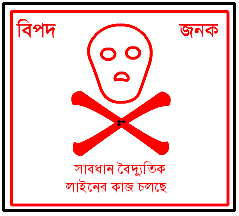 বিপদ জনক
সাবধান বৈদ্যুতিক
লাইনের কাজ চলছে